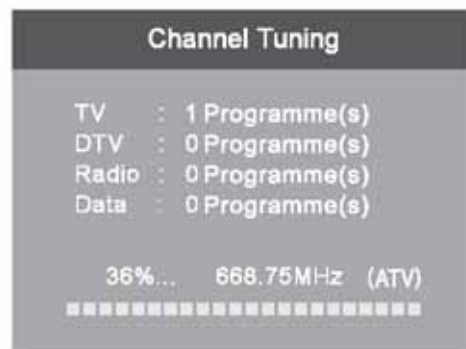 Channel Tuning
TV : 1 Programme(s)
DTV : 0 Programme(s)
Radio : 0 Programme(s)
Data : 0 Programme(s)
36%... 668.75MHz (ATV)